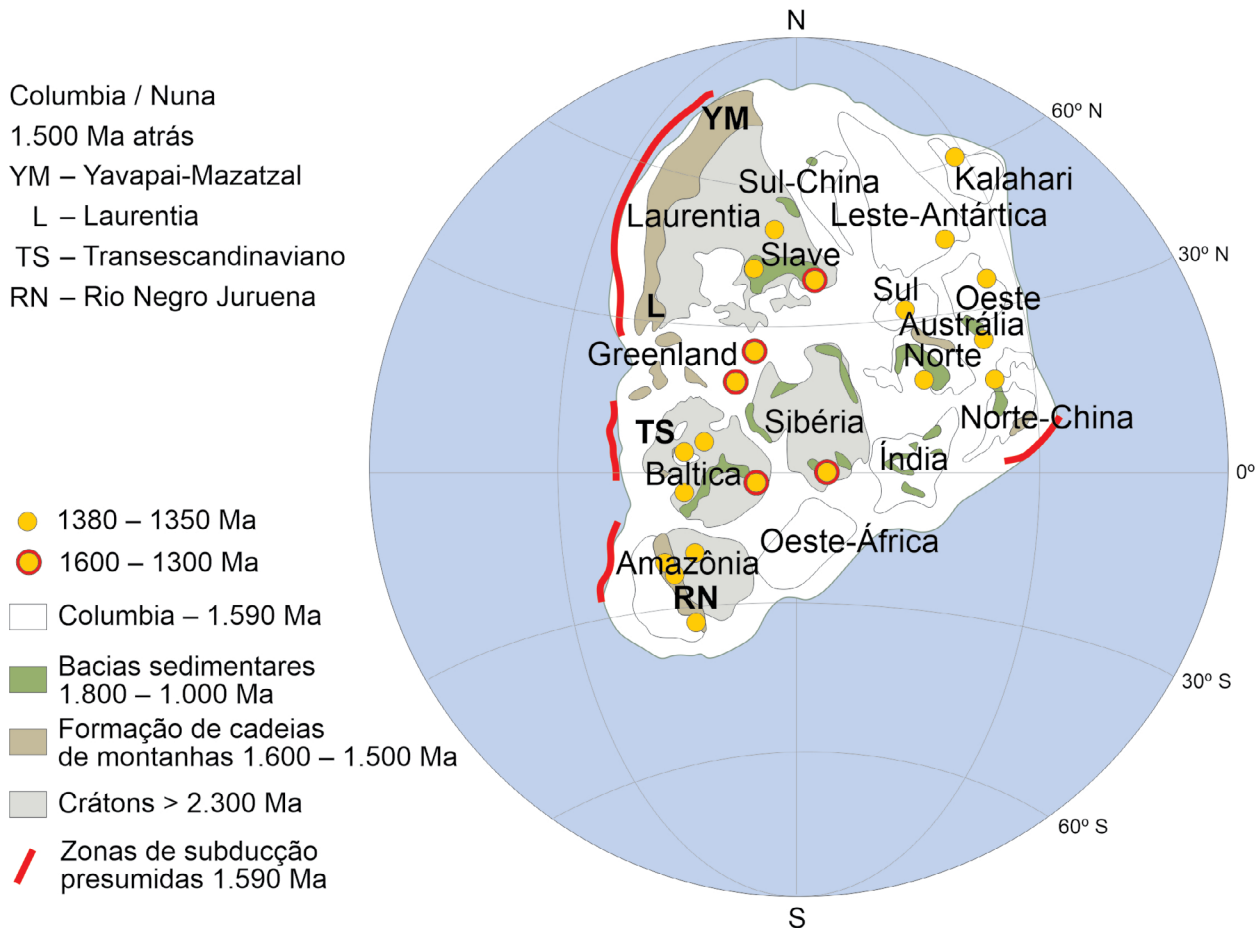 Columbia / Nuna
1.500 Ma atrás
YM – Yavapai-Mazatzal
L – Laurentia
TS – Transescandinaviano
RN – Rio Negro Juruena
1380 – 1350 Ma
1600 – 1300 Ma
Columbia – 1.590 Ma
Bacias sedimentares
1.800 – 1.000 Ma
Formação de cadeias
de montanhas 1.600 – 1.500 Ma
Crátons > 2.300 Ma
Zonas de subducção
presumidas 1.590 Ma
N
60º N
YM
Kalahari
Sul-China
Laurentia
Leste-Antártica
Slave
30º N
Sul
Oeste
L
Austrália
Greenland
Norte
Norte-China
TS
Sibéria
Baltica
Índia
0º
Oeste-África
Amazônia
RN
30º S
60º S
S